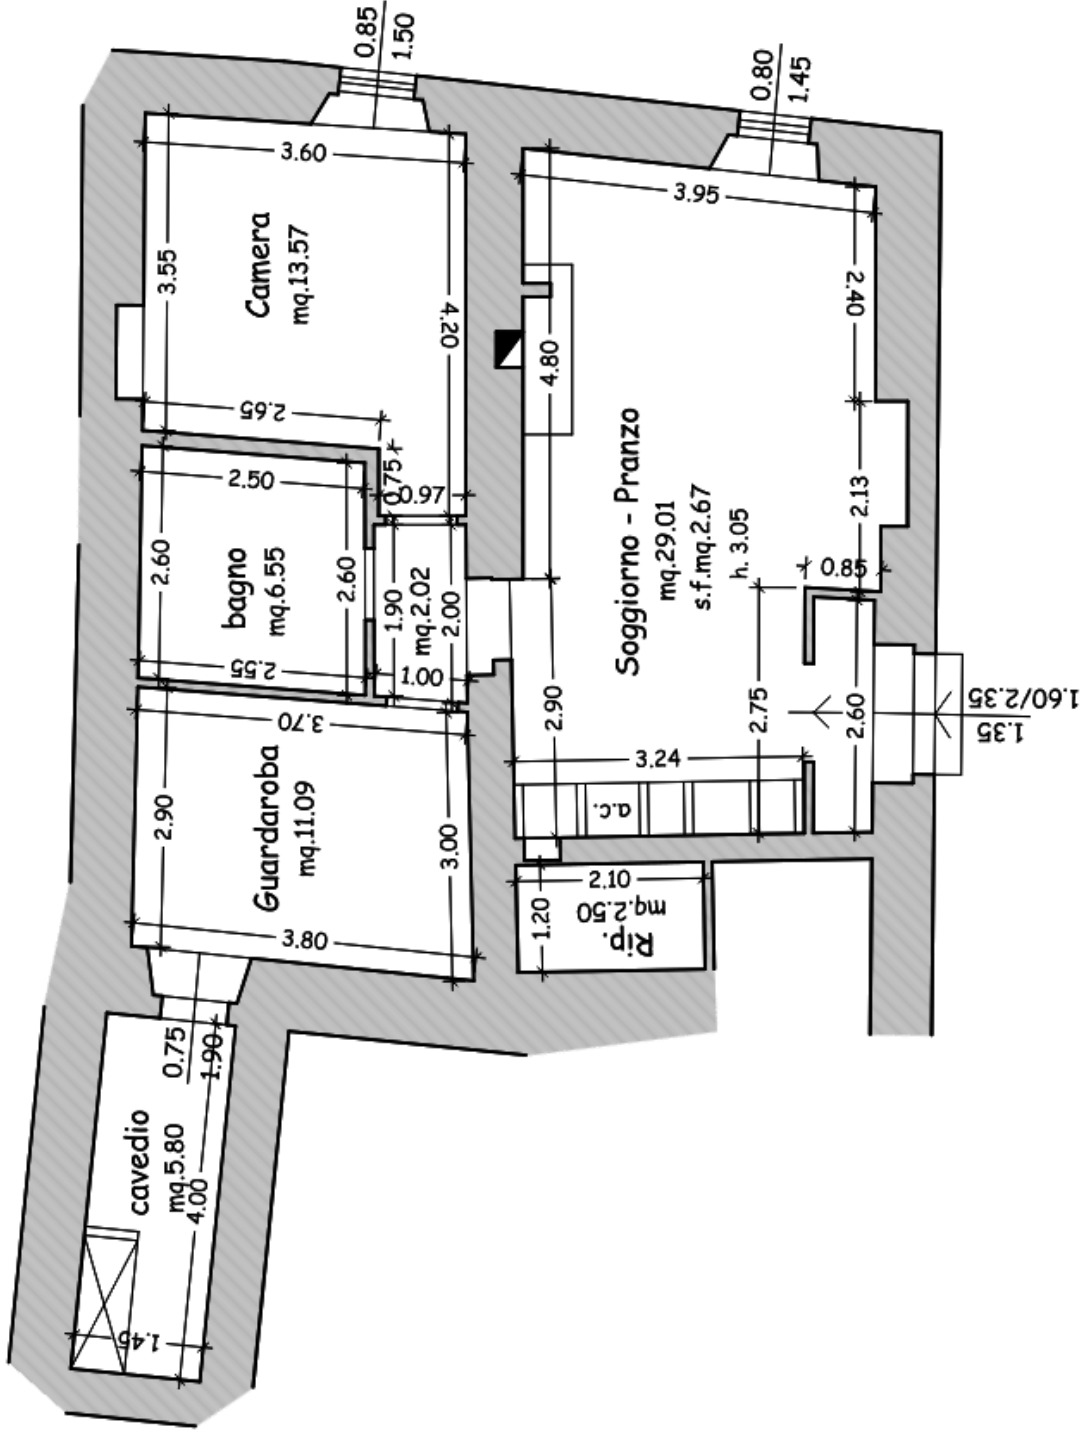 0.85
1.50
0.80
1.45
3.60
3.95
Camera
mq.13.57
3.55
4.20
2.40
4.80
2.65
0.75
0.97
2.50
Soggiorno - Pranzo
mq.29.01
s.f.mq.2.67
h. 3.05
2.13
0.85
bagno
mq.6.55
2.60
2.60
1.90
mq.2.02
2.00
2.55
1.00
2.90
2.75
2.60
1.60/2.35
1.35
3.70
3.24
Guardaroba
mq.11.09
2.90
3.00
a.c.
2.10
1.20
Rip.
mq.2.50
3.80
0.75
1.90
cavedio
mq.5.80
4.00
1.45